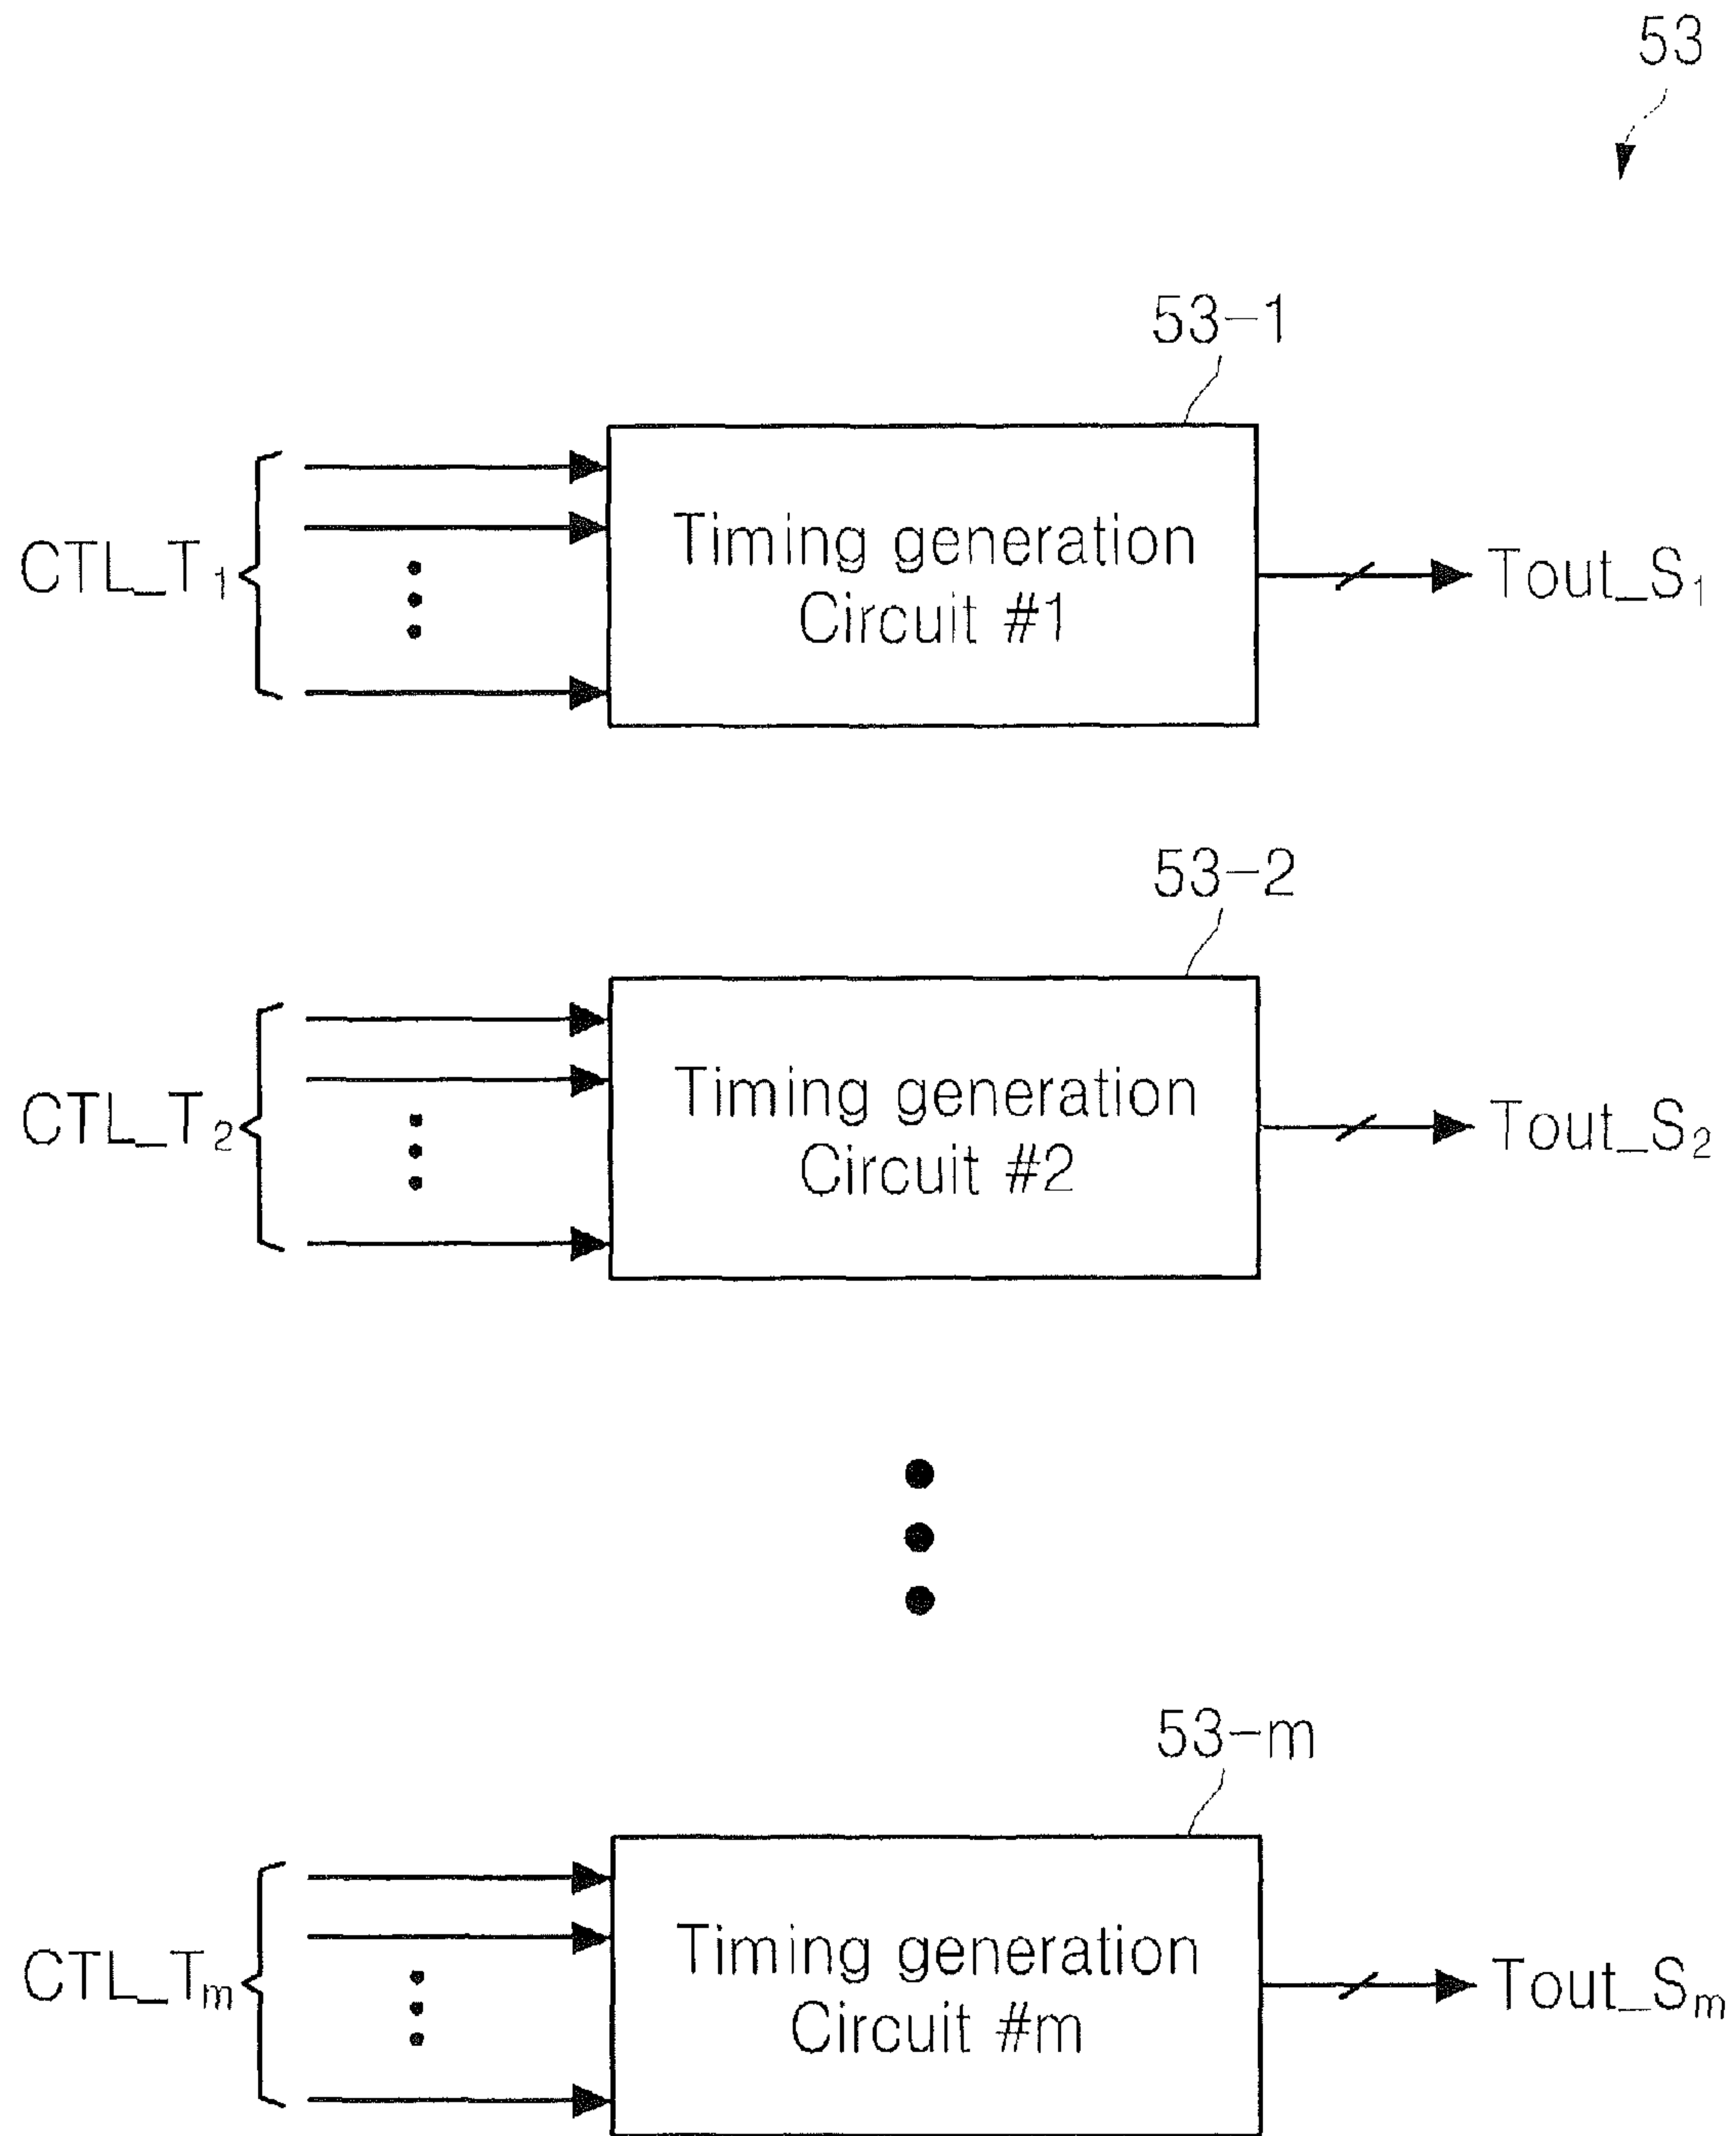 53
53-1
CTL_T₁
Timing generation
Circuit #1
Tout_S₁
53-2
CTL_T₂
Timing generation
Circuit #2
Tout_S₂
53-m
CTL_Tₘ
Timing generation
Circuit #m
Tout_Sₘ